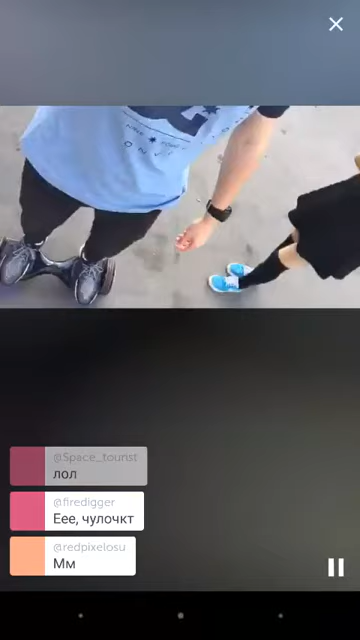 @Space_tourist
лол
@firedigger
Еее, чулочкт
@redpixelosu
Мм